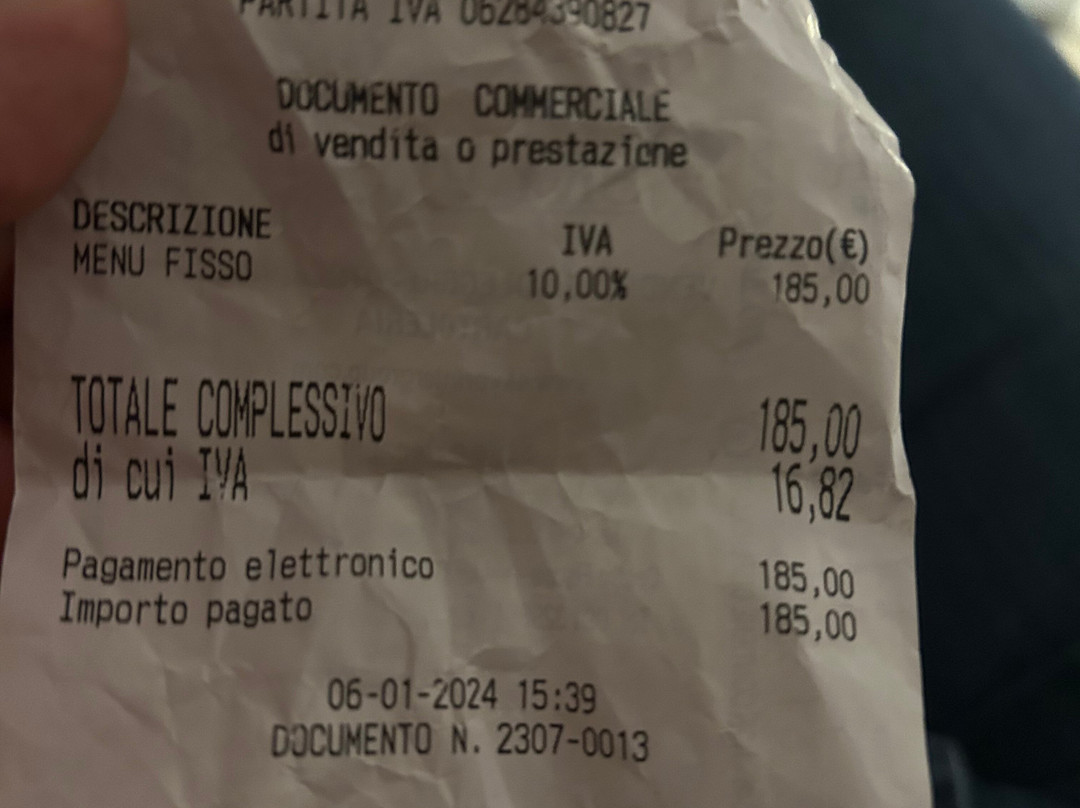 PARTITA IVA 06284390827
DOCUMENTO COMMERCIALE
di vendita o prestazione
DESCRIZIONE IVA Prezzo(€)
MENU FISSO 10,00% 185,00
TOTALE COMPLESSIVO 185,00
di cui IVA 16,82
Pagamento elettronico 185,00
Importo pagato 185,00
06-01-2024 15:39
DOCUMENTO N. 2307-0013